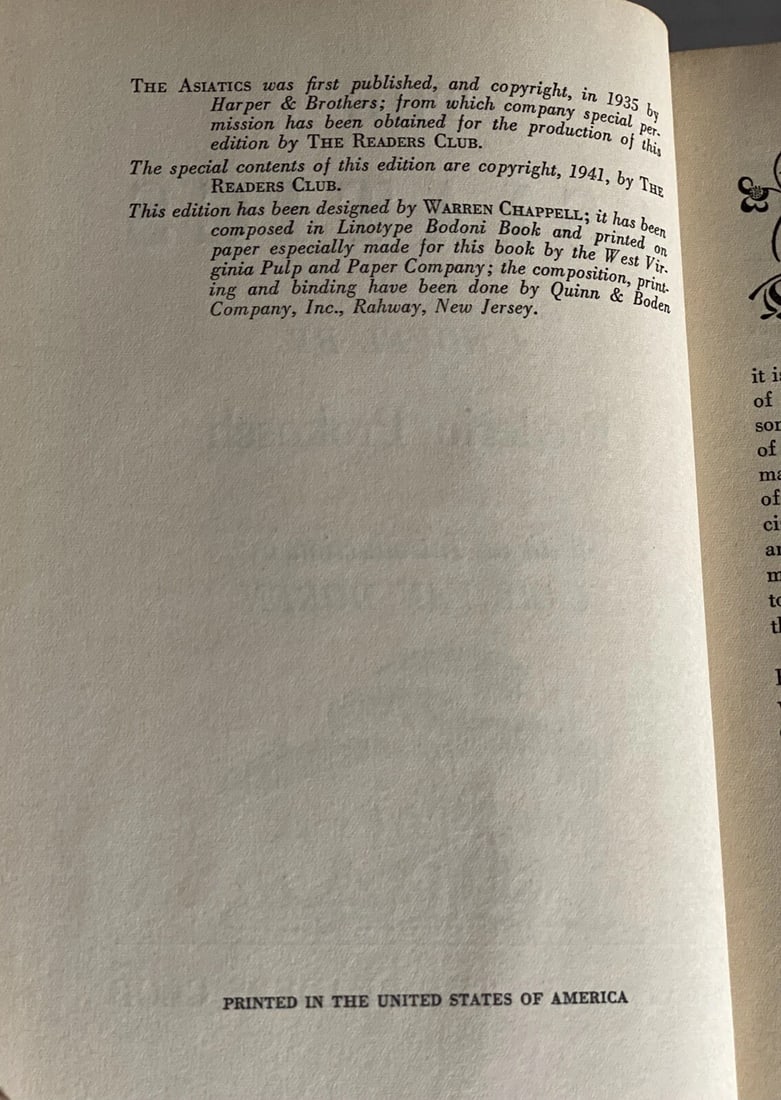 THE ASIATICS was first published, and copyright, in 1935 by
Harper & Brothers; from which company special per-
mission has been obtained for the production of this
edition by THE READERS CLUB.
The special contents of this edition are copyright, 1941, by THE
READERS CLUB.
This edition has been designed by WARREN CHAPPELL; it has been
composed in Linotype Bodoni Book and printed on
paper especially made for this book by the West Vir-
ginia Pulp and Paper Company; the composition, print-
ing and binding have been done by Quinn & Boden
Company, Inc., Rahway, New Jersey.
PRINTED IN THE UNITED STATES OF AMERICA
it
of
of
of